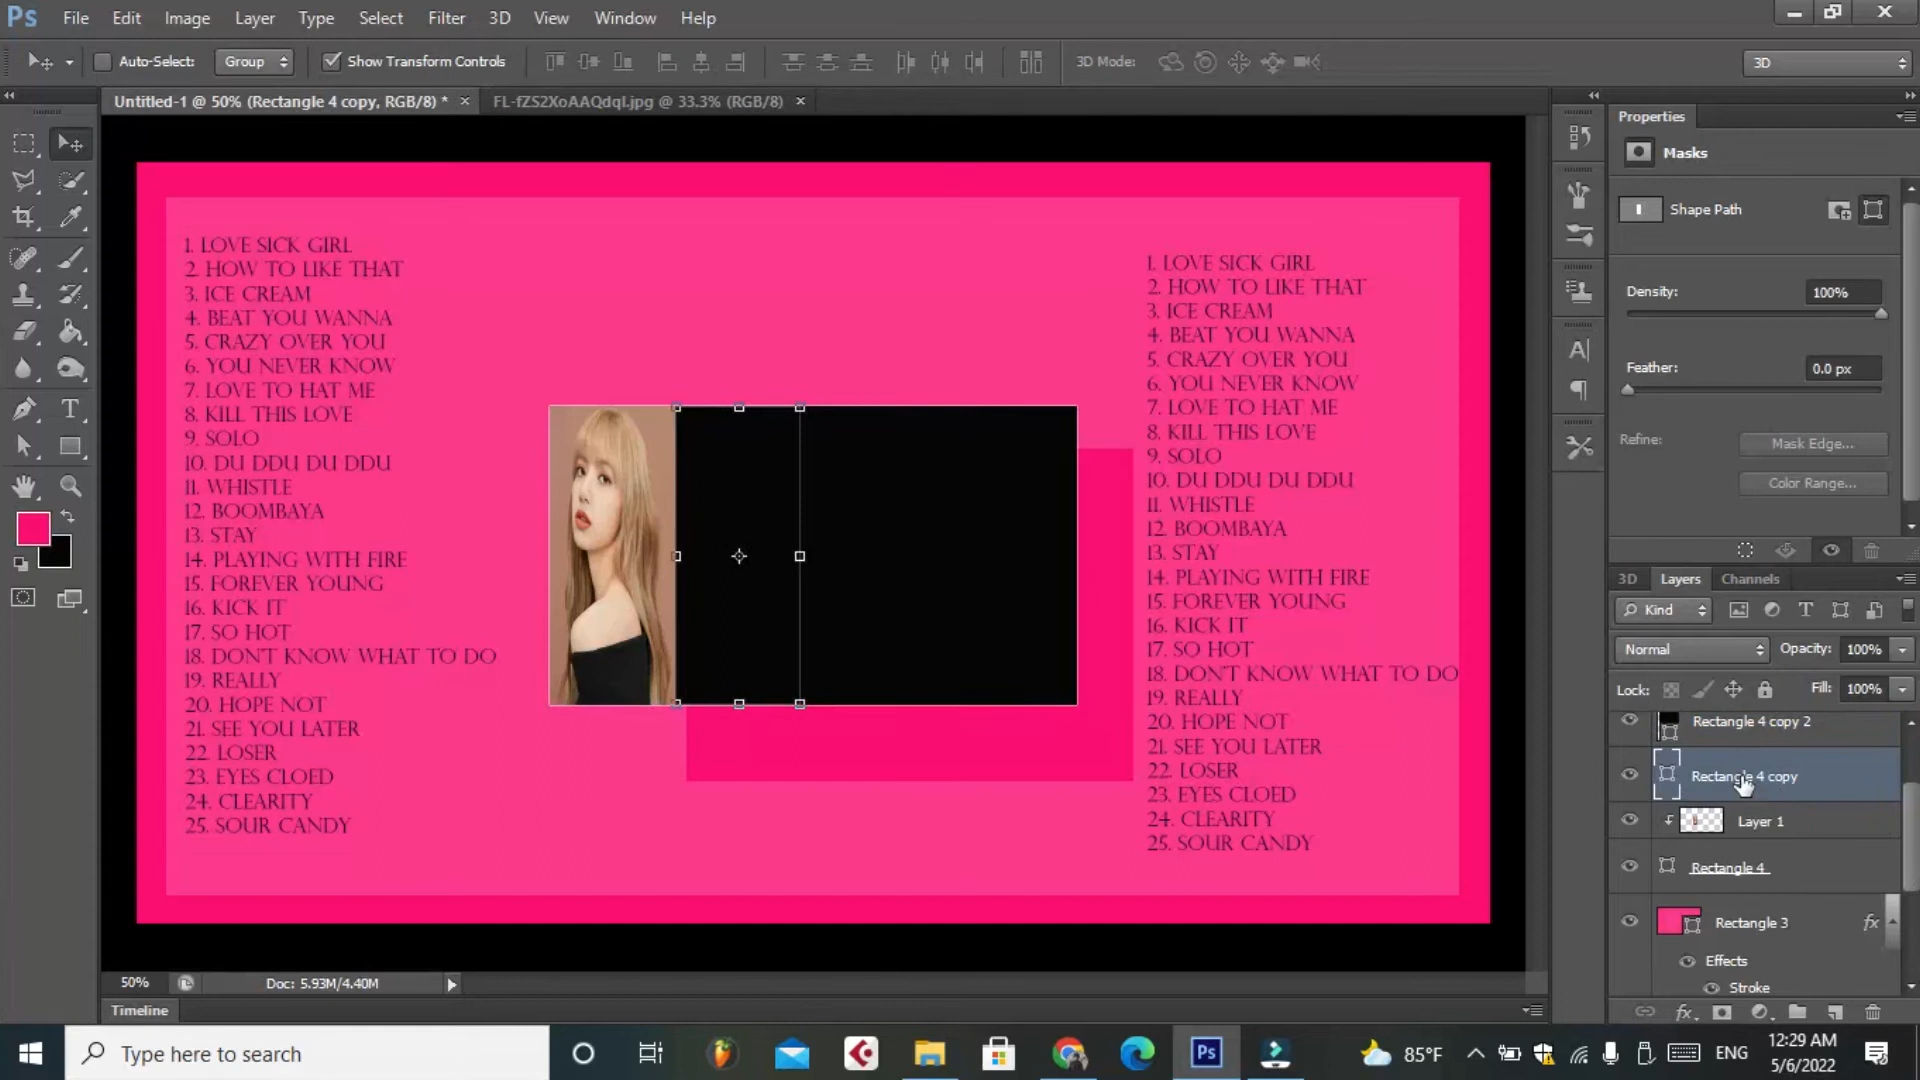 Ps File Edit Image Layer Type Select Filter 3D View Window Help
Auto-Select: Group Show Transform Controls 3D Mode: 3D
Untitled-1 @ 50% (Rectangle 4 copy, RGB/8) * × FL-fZS2XoAAQdqI.jpg @ 33.3% (RGB/8) ×
1. LOVE SICK GIRL
2. HOW TO LIKE THAT
3. ICE CREAM
4. BEAT YOU WANNA
5. CRAZY OVER YOU
6. YOU NEVER KNOW
7. LOVE TO HAT ME
8. KILL THIS LOVE
9. SOLO
10. DU DDU DU DDU
11. WHISTLE
12. BOOMBAYA
13. STAY
14. PLAYING WITH FIRE
15. FOREVER YOUNG
16. KICK IT
17. SO HOT
18. DON'T KNOW WHAT TO DO
19. REALLY
20. HOPE NOT
21. SEE YOU LATER
22. LOSER
23. EYES CLOED
24. CLEARITY
25. SOUR CANDY
1. LOVE SICK GIRL
2. HOW TO LIKE THAT
3. ICE CREAM
4. BEAT YOU WANNA
5. CRAZY OVER YOU
6. YOU NEVER KNOW
7. LOVE TO HAT ME
8. KILL THIS LOVE
9. SOLO
10. DU DDU DU DDU
11. WHISTLE
12. BOOMBAYA
13. STAY
14. PLAYING WITH FIRE
15. FOREVER YOUNG
16. KICK IT
17. SO HOT
18. DON'T KNOW WHAT TO DO
19. REALLY
20. HOPE NOT
21. SEE YOU LATER
22. LOSER
23. EYES CLOED
24. CLEARITY
25. SOUR CANDY
Properties
Masks
Shape Path
Density: 100%
Feather: 0.0 px
Refine: Mask Edge...
Color Range...
3D Layers Channels
Kind
Normal Opacity: 100%
Lock: Fill: 100%
Rectangle 4 copy 2
Rectangle 4 copy
Layer 1
Rectangle 4
Rectangle 3 fx
Effects
Stroke
50% Doc: 5.93M/4.40M
Timeline
Type here to search
Ps
85°F
ENG
12:29 AM
5/6/2022